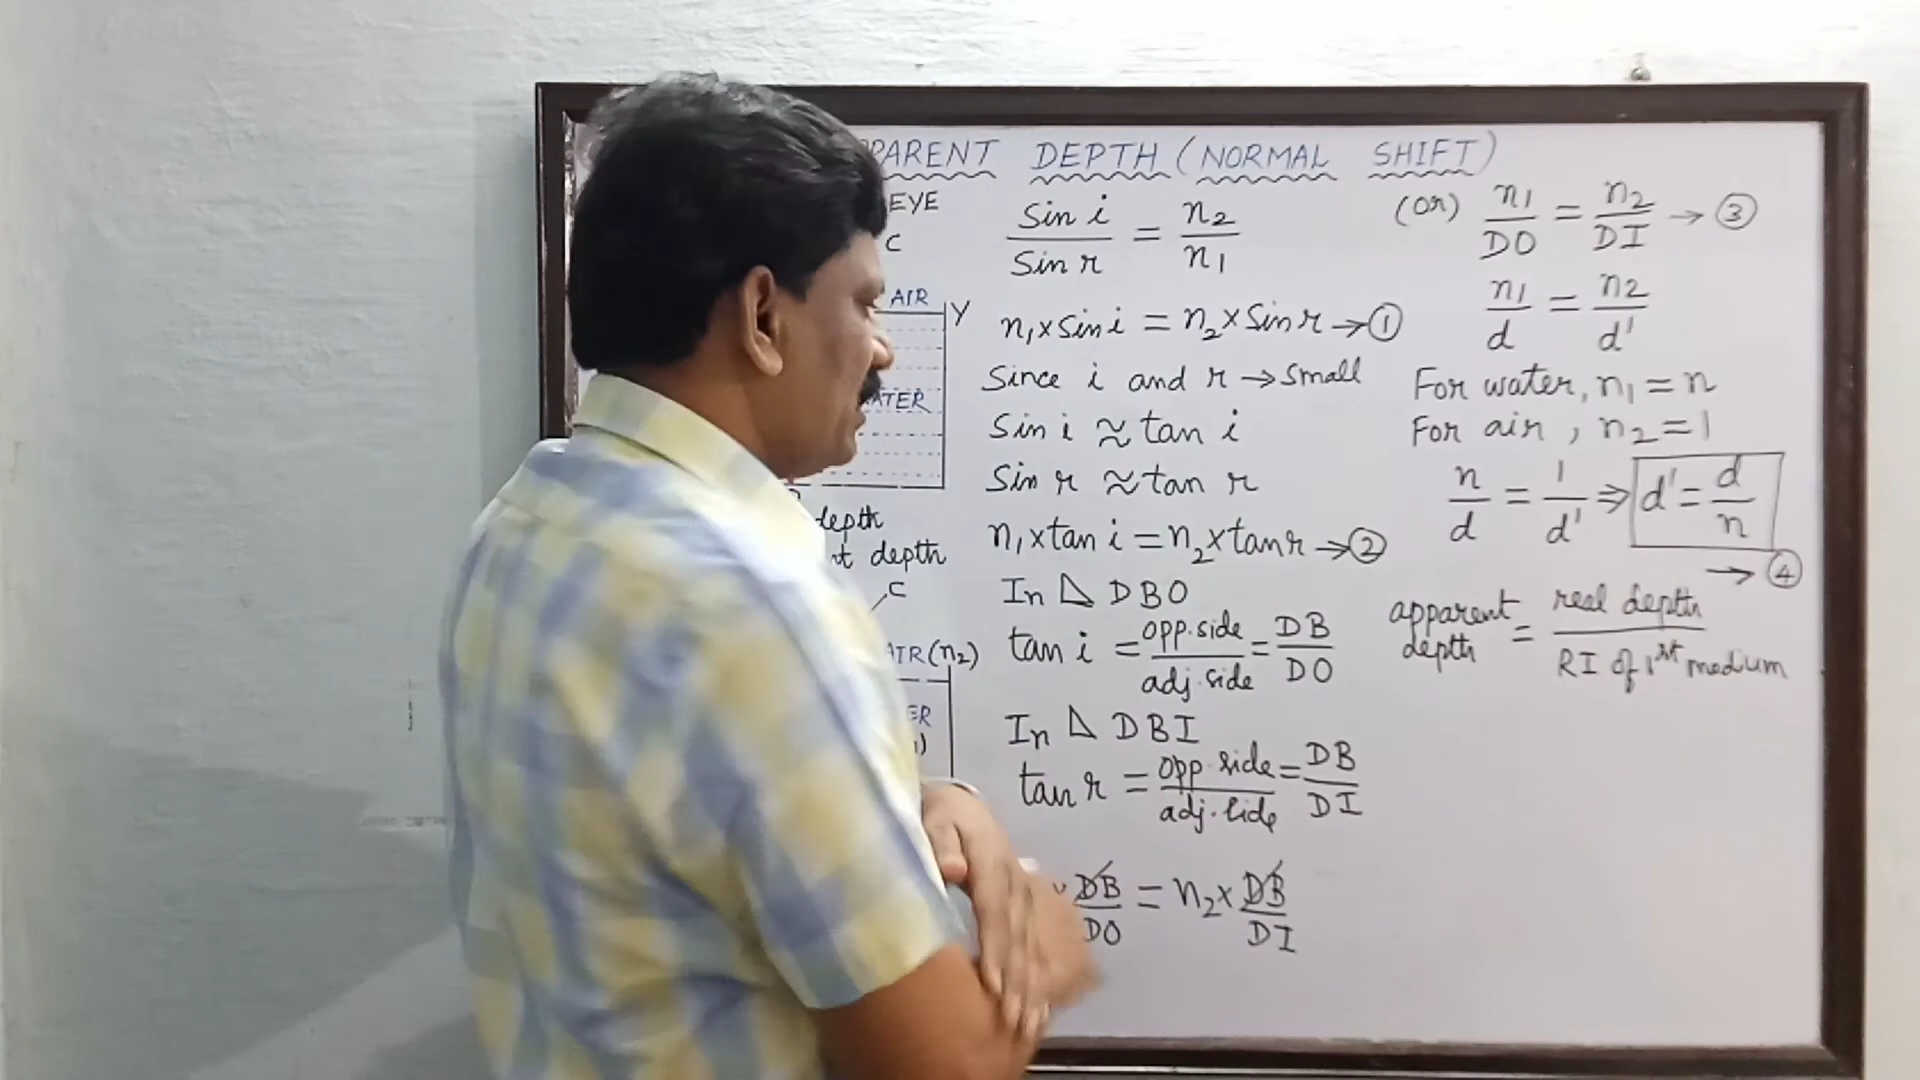 DEPTH (NORMAL SHIFT)
EYE
C
AIR
Y
depth
depth
C
AIR (n2)
Sin i / Sin r = n2 / n1
n1 x Sin i = n2 x Sin r → ①
Since i and r → Small
Sin i ≈ tan i
Sin r ≈ tan r
n1 x tan i = n2 x tan r → ②
In ⊿ DBO
tan i = opp. side / adj. side = DB / DO
In ⊿ DBI
tan r = opp. side / adj. side = DB / DI
DB / DO = n2 x DB / DI
(or) n1 / DO = n2 / DI → ③
n1 / d = n2 / d'
For water, n1 = n
For air, n2 = 1
n / d = 1 / d' ⇒ d' = d / n
→ ④
apparent depth = real depth / RI of 1st medium